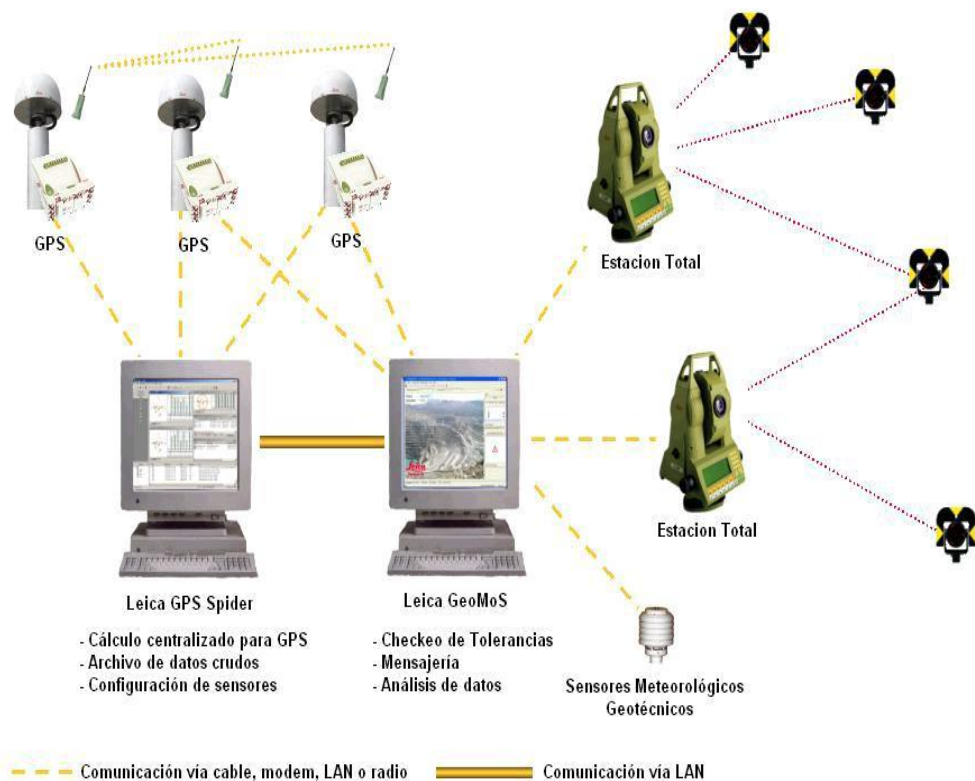 GPS
GPS
GPS
Estacion Total
Estacion Total
Leica GPS Spider
- Cálculo centralizado para GPS
- Archivo de datos crudos
- Configuración de sensores
Leica GeoMoS
- Checkeo de Tolerancias
- Mensajería
- Análisis de datos
Sensores Meteorológicos
Geotécnicos
Comunicación vía cable, modem, LAN o radio
Comunicación vía LAN